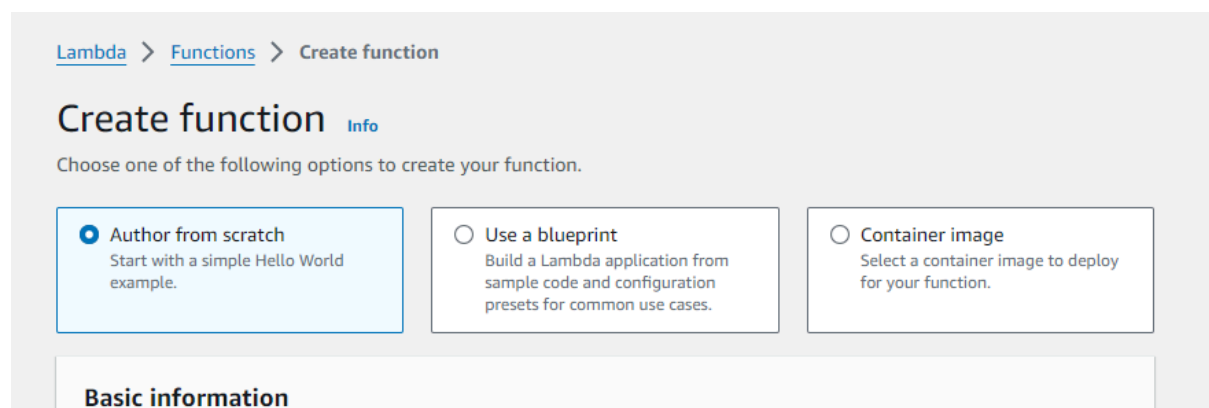 Lambda > Functions > Create function
Create function Info
Choose one of the following options to create your function.
Author from scratch
Start with a simple Hello World
example.
Use a blueprint
Build a Lambda application from
sample code and configuration
presets for common use cases.
Container image
Select a container image to deploy
for your function.
Basic information